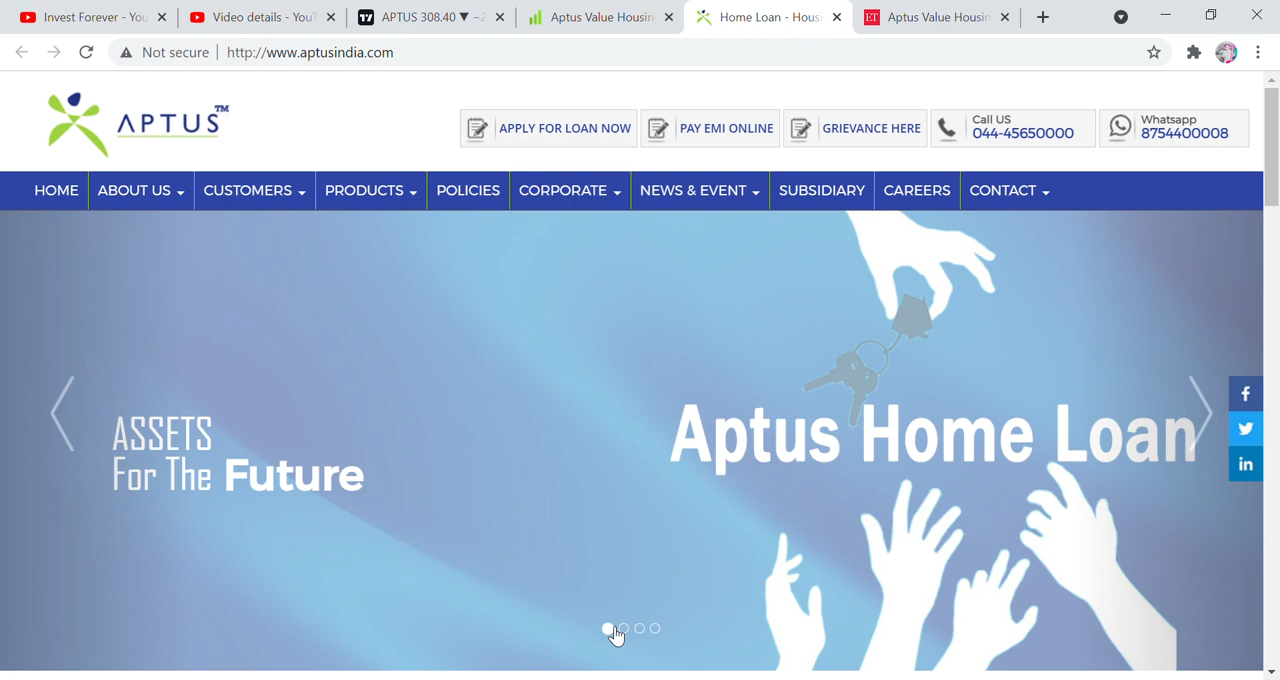 Invest Forever - You
Video details - YouT
APTUS 308.40 ▼ −2
Aptus Value Housin
Home Loan - Housi
Aptus Value Housin
Not secure
http://www.aptusindia.com
APTUS™
APPLY FOR LOAN NOW
PAY EMI ONLINE
GRIEVANCE HERE
Call US
044-45650000
Whatsapp
8754400008
HOME
ABOUT US
CUSTOMERS
PRODUCTS
POLICIES
CORPORATE
NEWS & EVENT
SUBSIDIARY
CAREERS
CONTACT
ASSETS
For The Future
Aptus Home Loan